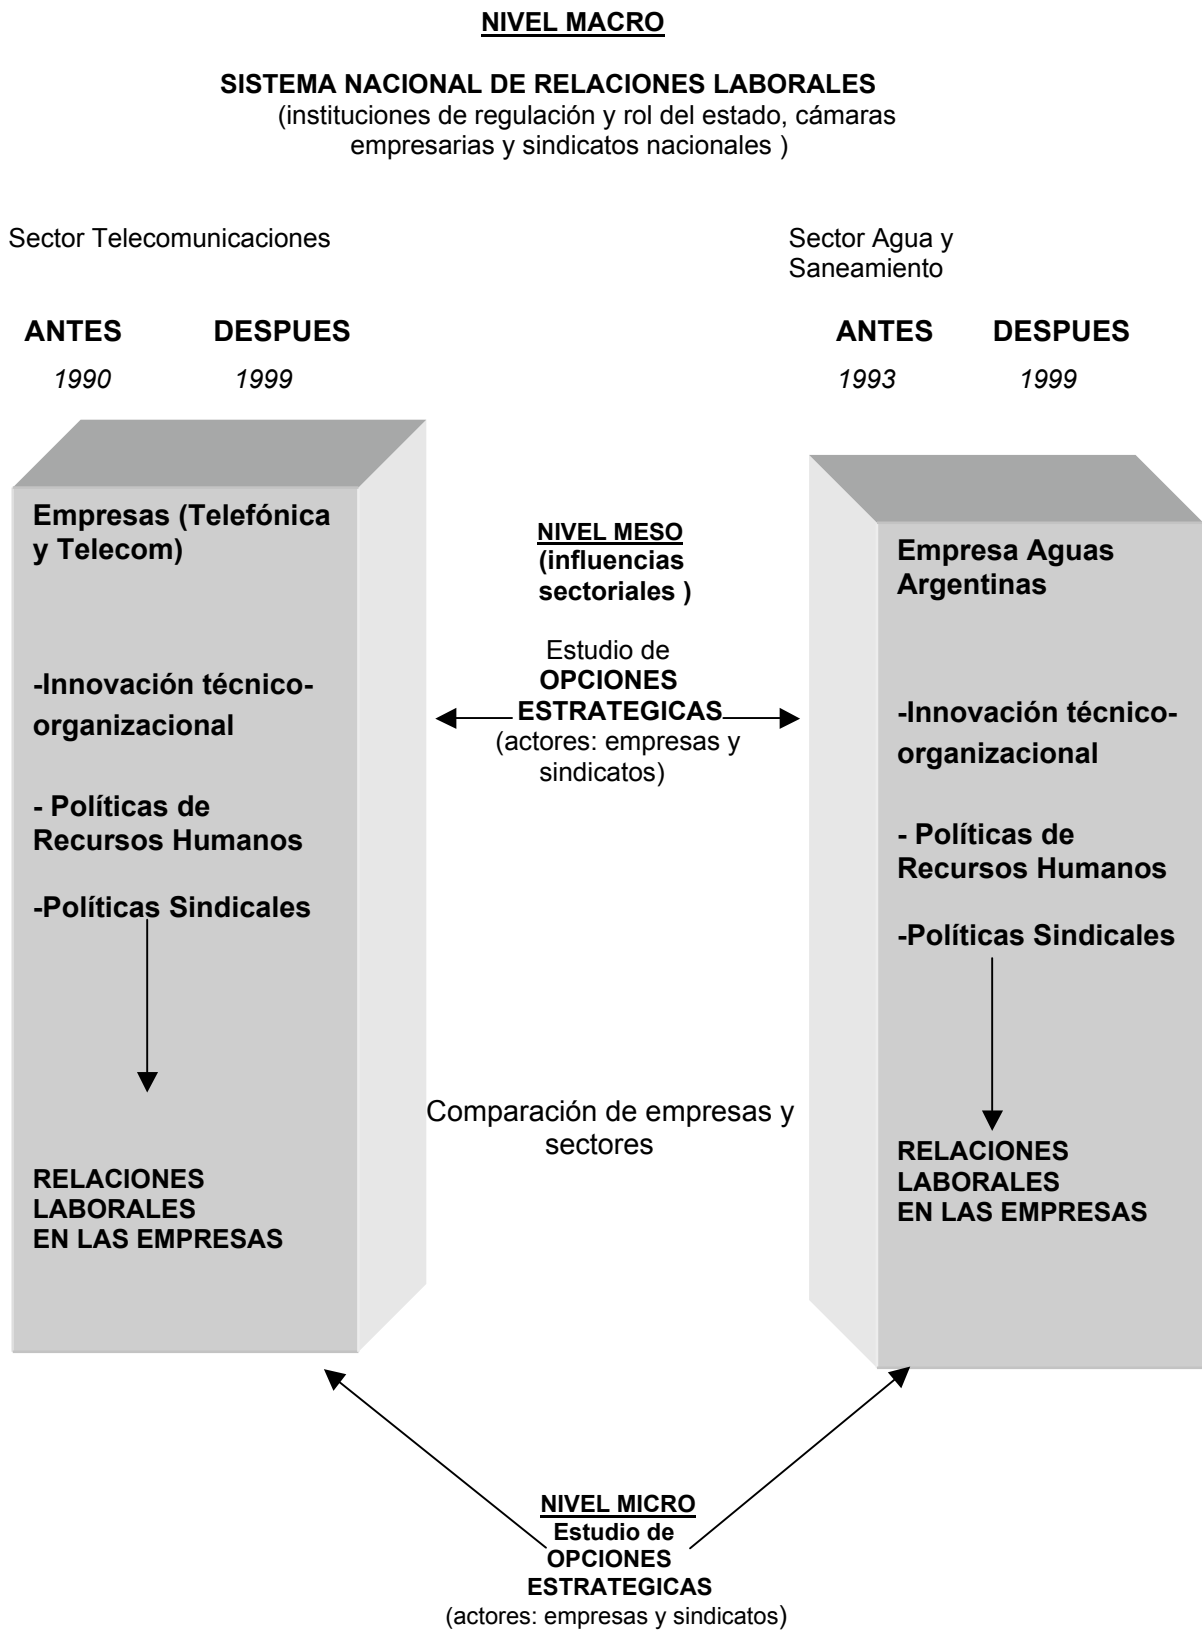 NIVEL MACRO
SISTEMA NACIONAL DE RELACIONES LABORALES
(instituciones de regulación y rol del estado, cámaras
empresarias y sindicatos nacionales )
Sector Telecomunicaciones
Sector Agua y
Saneamiento
ANTES DESPUES
1990 1999
ANTES DESPUES
1993 1999
Empresas (Telefónica
y Telecom)
-Innovación técnico-
organizacional
- Políticas de
Recursos Humanos
-Políticas Sindicales
RELACIONES
LABORALES
EN LAS EMPRESAS
NIVEL MESO
(influencias
sectoriales )
Estudio de
OPCIONES
ESTRATEGICAS
(actores: empresas y
sindicatos)
Comparación de empresas y
sectores
Empresa Aguas
Argentinas
-Innovación técnico-
organizacional
- Políticas de
Recursos Humanos
-Políticas Sindicales
RELACIONES
LABORALES
EN LAS EMPRESAS
NIVEL MICRO
Estudio de
OPCIONES
ESTRATEGICAS
(actores: empresas y sindicatos)